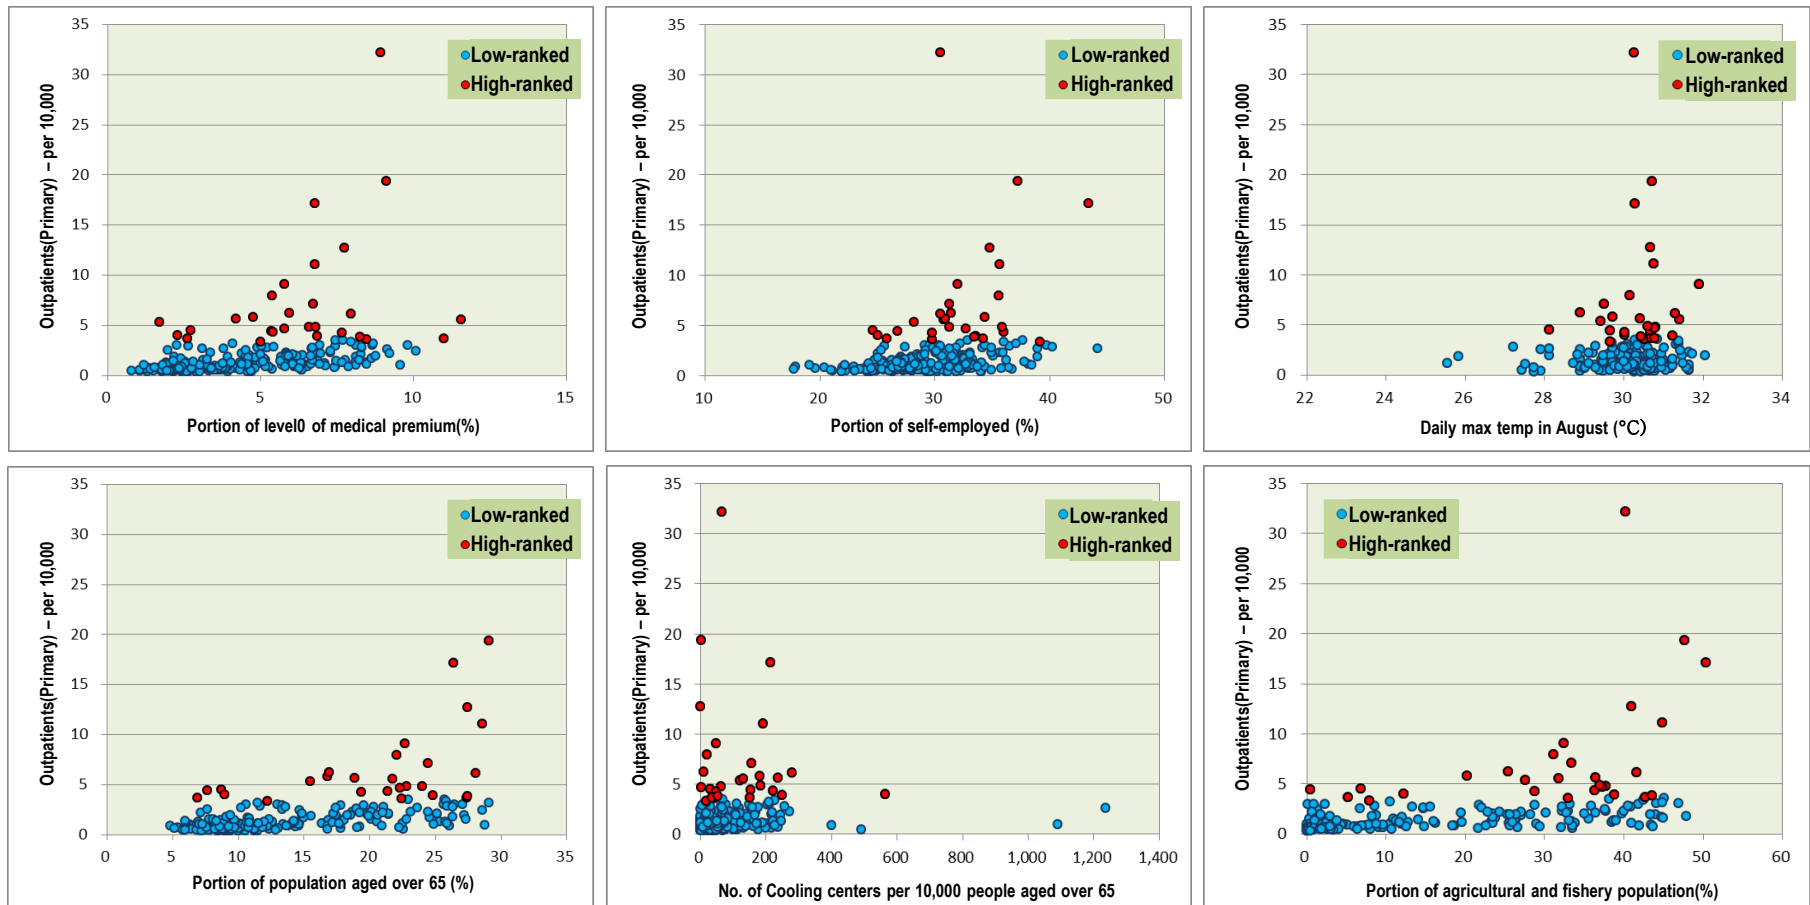 35
30
25
20
15
10
5
0
Outpatients(Primary) – per 10,000
Low-ranked
High-ranked
0 5 10 15
Portion of level0 of medical premium(%)
35
30
25
20
15
10
5
0
Outpatients(Primary) – per 10,000
Low-ranked
High-ranked
10 20 30 40 50
Portion of self-employed (%)
35
30
25
20
15
10
5
0
Outpatients(Primary) – per 10,000
Low-ranked
High-ranked
22 24 26 28 30 32 34
Daily max temp in August (℃)
35
30
25
20
15
10
5
0
Outpatients(Primary) – per 10,000
Low-ranked
High-ranked
0 5 10 15 20 25 30 35
Portion of population aged over 65 (%)
35
30
25
20
15
10
5
0
Outpatients(Primary) – per 10,000
Low-ranked
High-ranked
0 200 400 600 800 1,000 1,200 1,400
No. of Cooling centers per 10,000 people aged over 65
35
30
25
20
15
10
5
0
Outpatients(Primary) – per 10,000
Low-ranked
High-ranked
0 10 20 30 40 50 60
Portion of agricultural and fishery population(%)